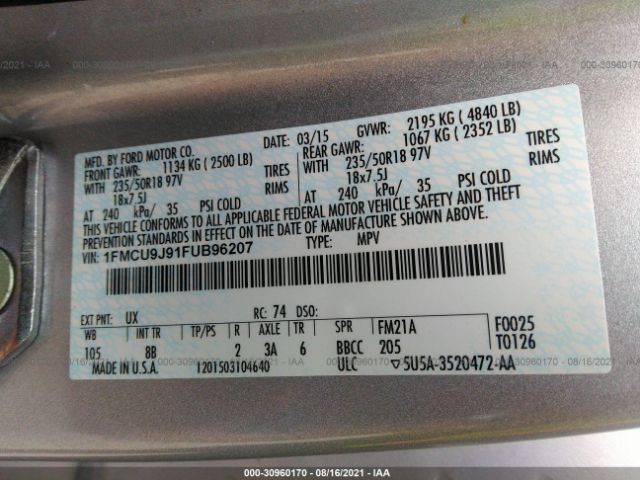 000-30960170 - 08/16/2021 - IAA
MFD. BY FORD MOTOR CO. 03/15 GVWR: 2195 KG ( 4840 LB)
FRONT GAWR: 1134 KG ( 2500 LB) REAR GAWR: 1067 KG ( 2352 LB)
WITH 235/50R18 97V TIRES WITH 235/50R18 97V TIRES
18x7.5J RIMS 18x7.5J RIMS
AT 240 kPa/ 35 PSI COLD AT 240 kPa/ 35 PSI COLD
THIS VEHICLE CONFORMS TO ALL APPLICABLE FEDERAL MOTOR VEHICLE SAFETY AND THEFT
PREVENTION STANDARDS IN EFFECT ON THE DATE OF MANUFACTURE SHOWN ABOVE.
1FMCU9J91FUB96207 TYPE: MPV
EXT PNT: UX RC: 74 DSO:
WB INT TR TP/PS R AXLE TR SPR FM21A F0025
105 8B 2 3A 6 BBCC 205 T0126
MADE IN U.S.A. 1201503104640 ULC ▽5U5A-3520472-AA
000-30960170 - 08/16/2021 - IAA